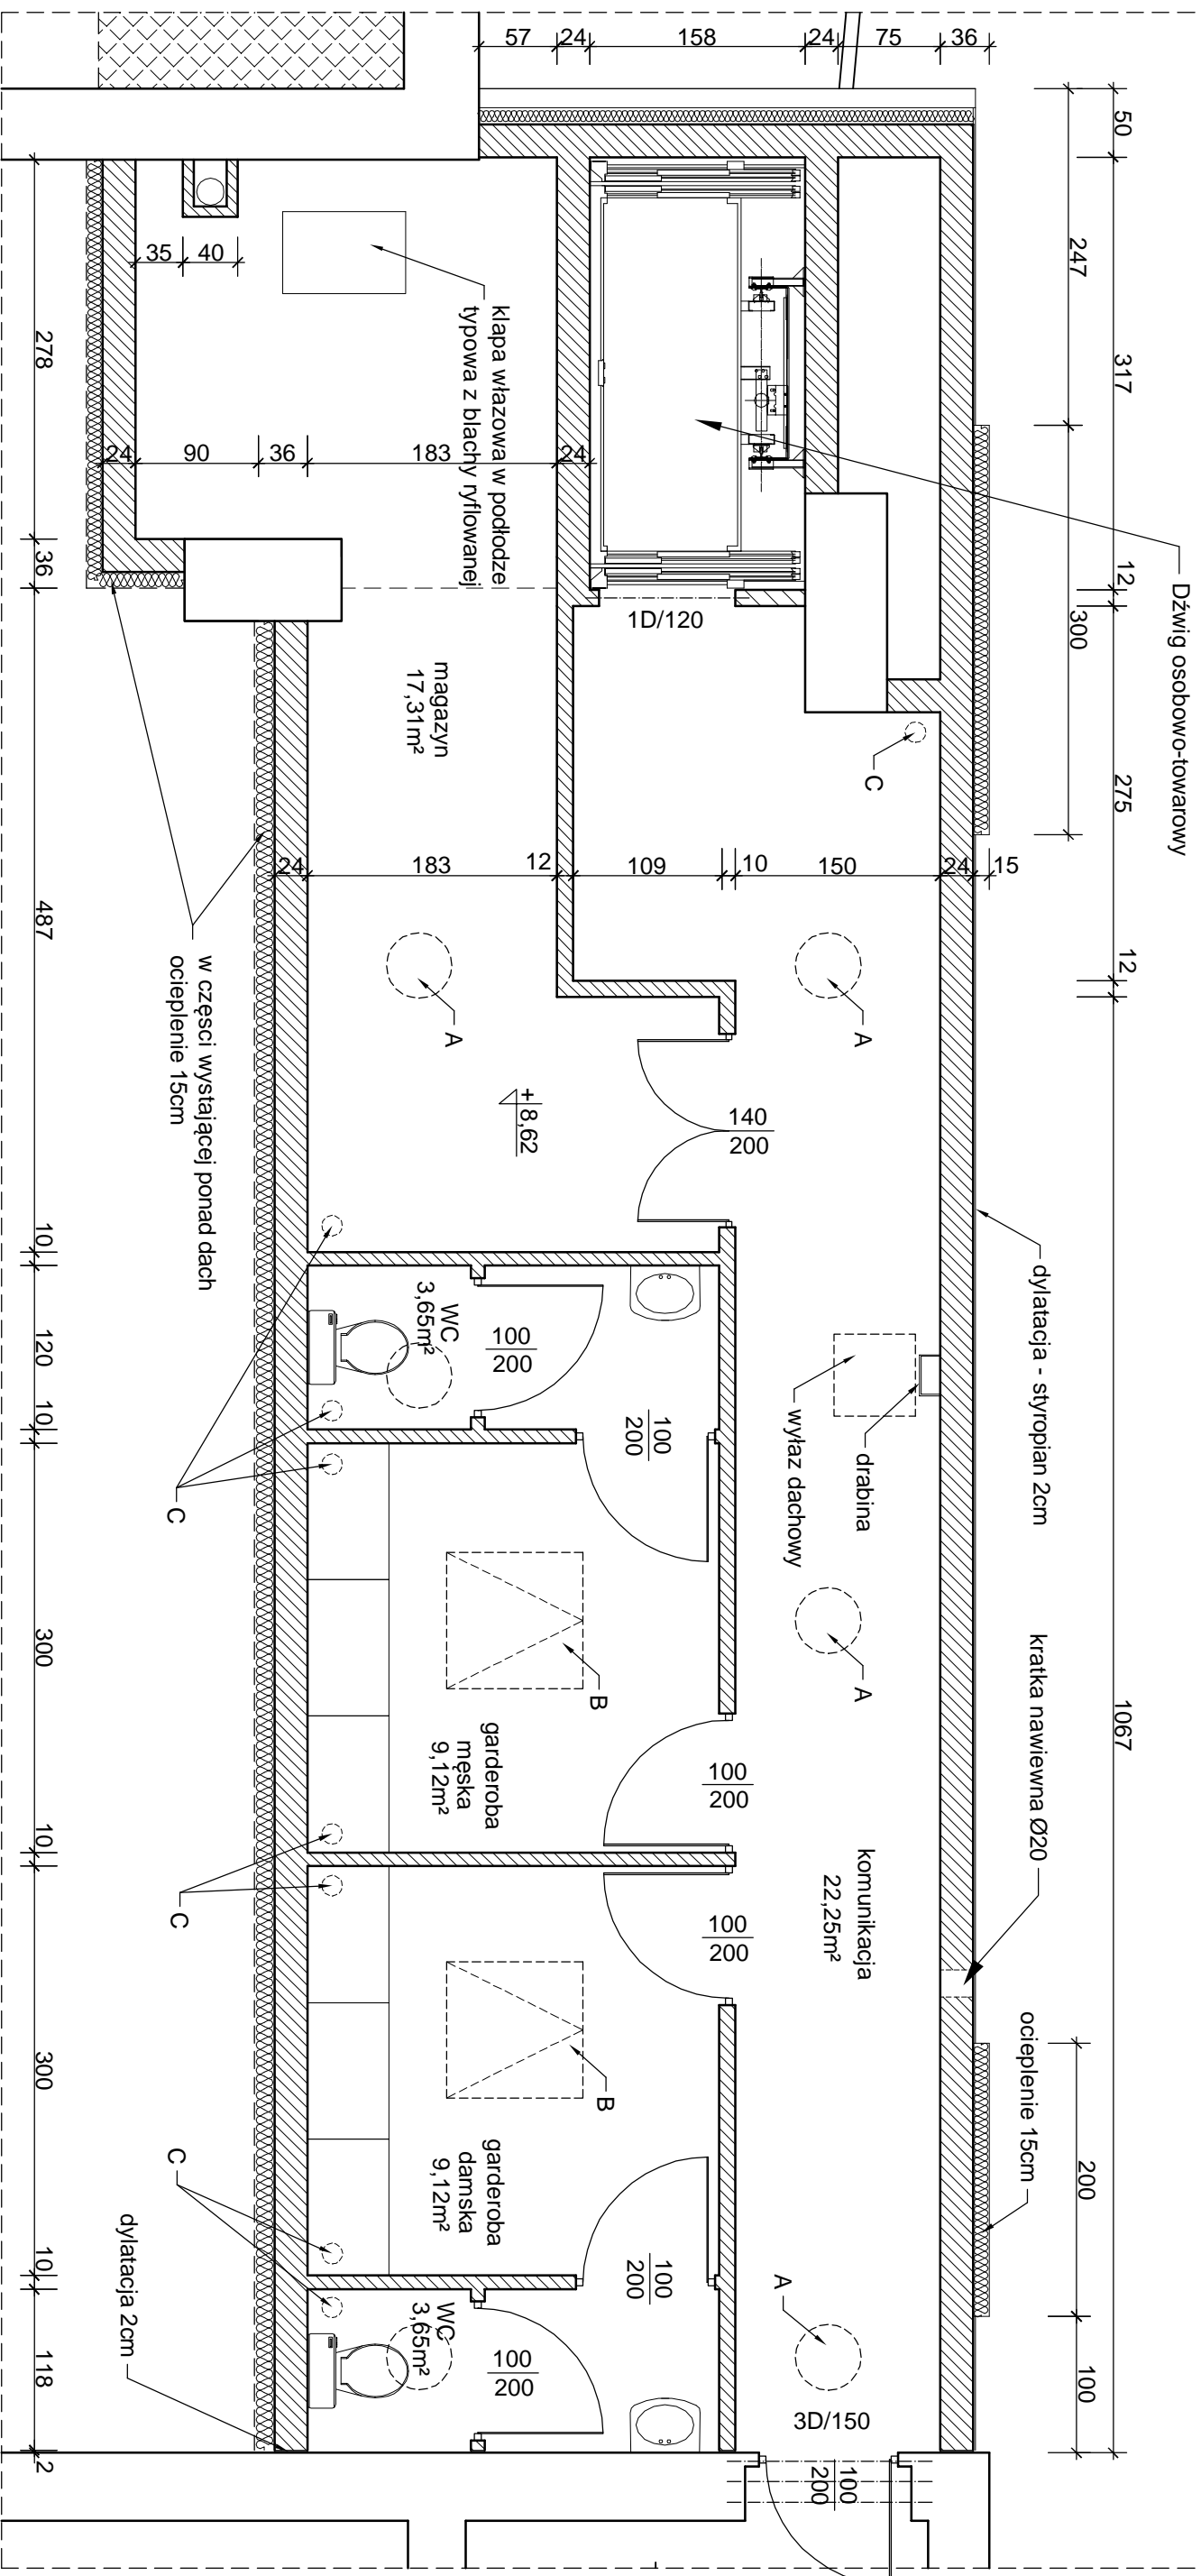 57
24
158
24
75
36
50
317
12
275
12
1067
247
300
200
100
Dźwig osobowo-towarowy
dylatacja - styropian 2cm
kratka nawiewna Ø20
ocieplenie 15cm
35
40
klapa włazowa w podłodze
typowa z blachy ryflowanej
24
90
36
183
24
1D/120
magazyn
17,31m²
C
24
183
12
109
10
150
24
15
A
A
+8,62
140
200
w częsci wystającej ponad dach
ocieplenie 15cm
WC
3,65m²
100
200
100
200
wyłaz dachowy
drabina
C
B
A
garderoba
męska
9,12m²
100
200
komunikacja
22,25m²
C
100
200
B
garderoba
damska
9,12m²
100
200
C
WC
3,65m²
100
200
A
3D/150
100
200
dylatacja 2cm
278
36
487
10
120
10
300
10
300
10
118
2